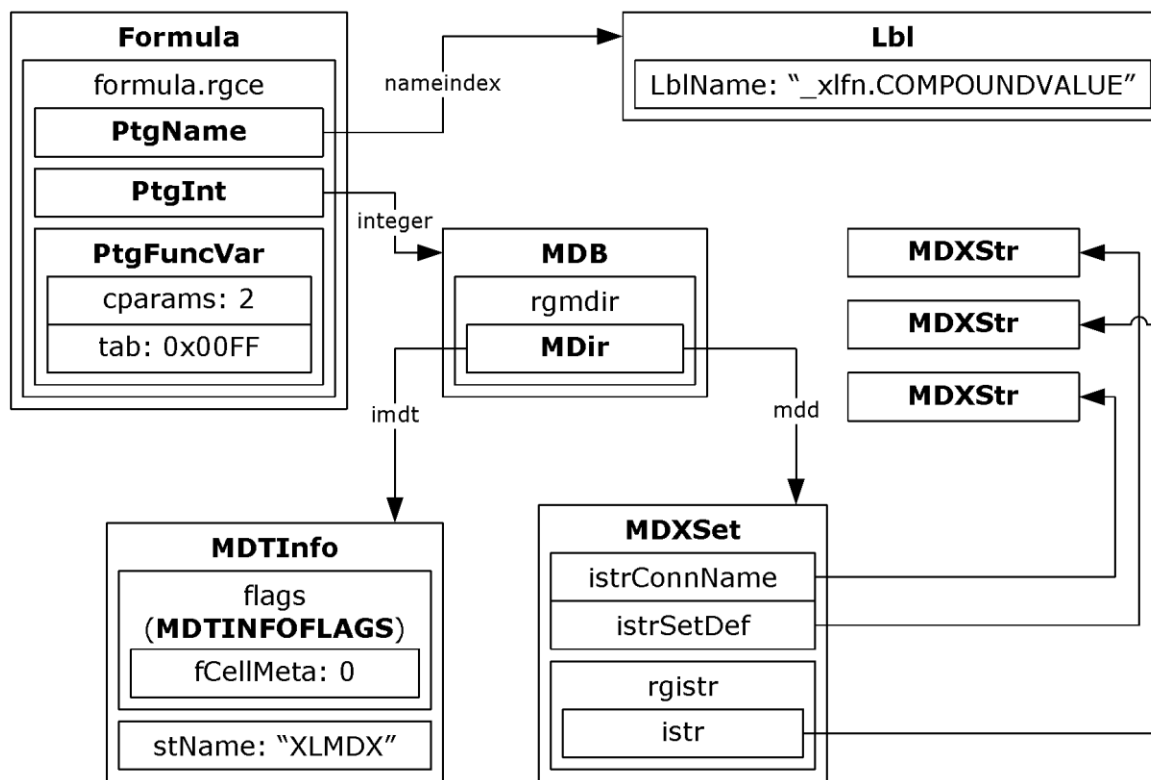 Formula
formula.rgce
PtgName
PtgInt
PtgFuncVar
cparams: 2
tab: 0x00FF
nameindex
Lbl
LblName: “_xlfn.COMPOUNDVALUE”
integer
MDB
rgmdir
MDir
MDXStr
MDXStr
MDXStr
imdt
mdd
MDTInfo
flags
(MDTINFOFLAGS)
fCellMeta: 0
stName: “XLMDX”
MDXSet
istrConnName
istrSetDef
rgistr
istr